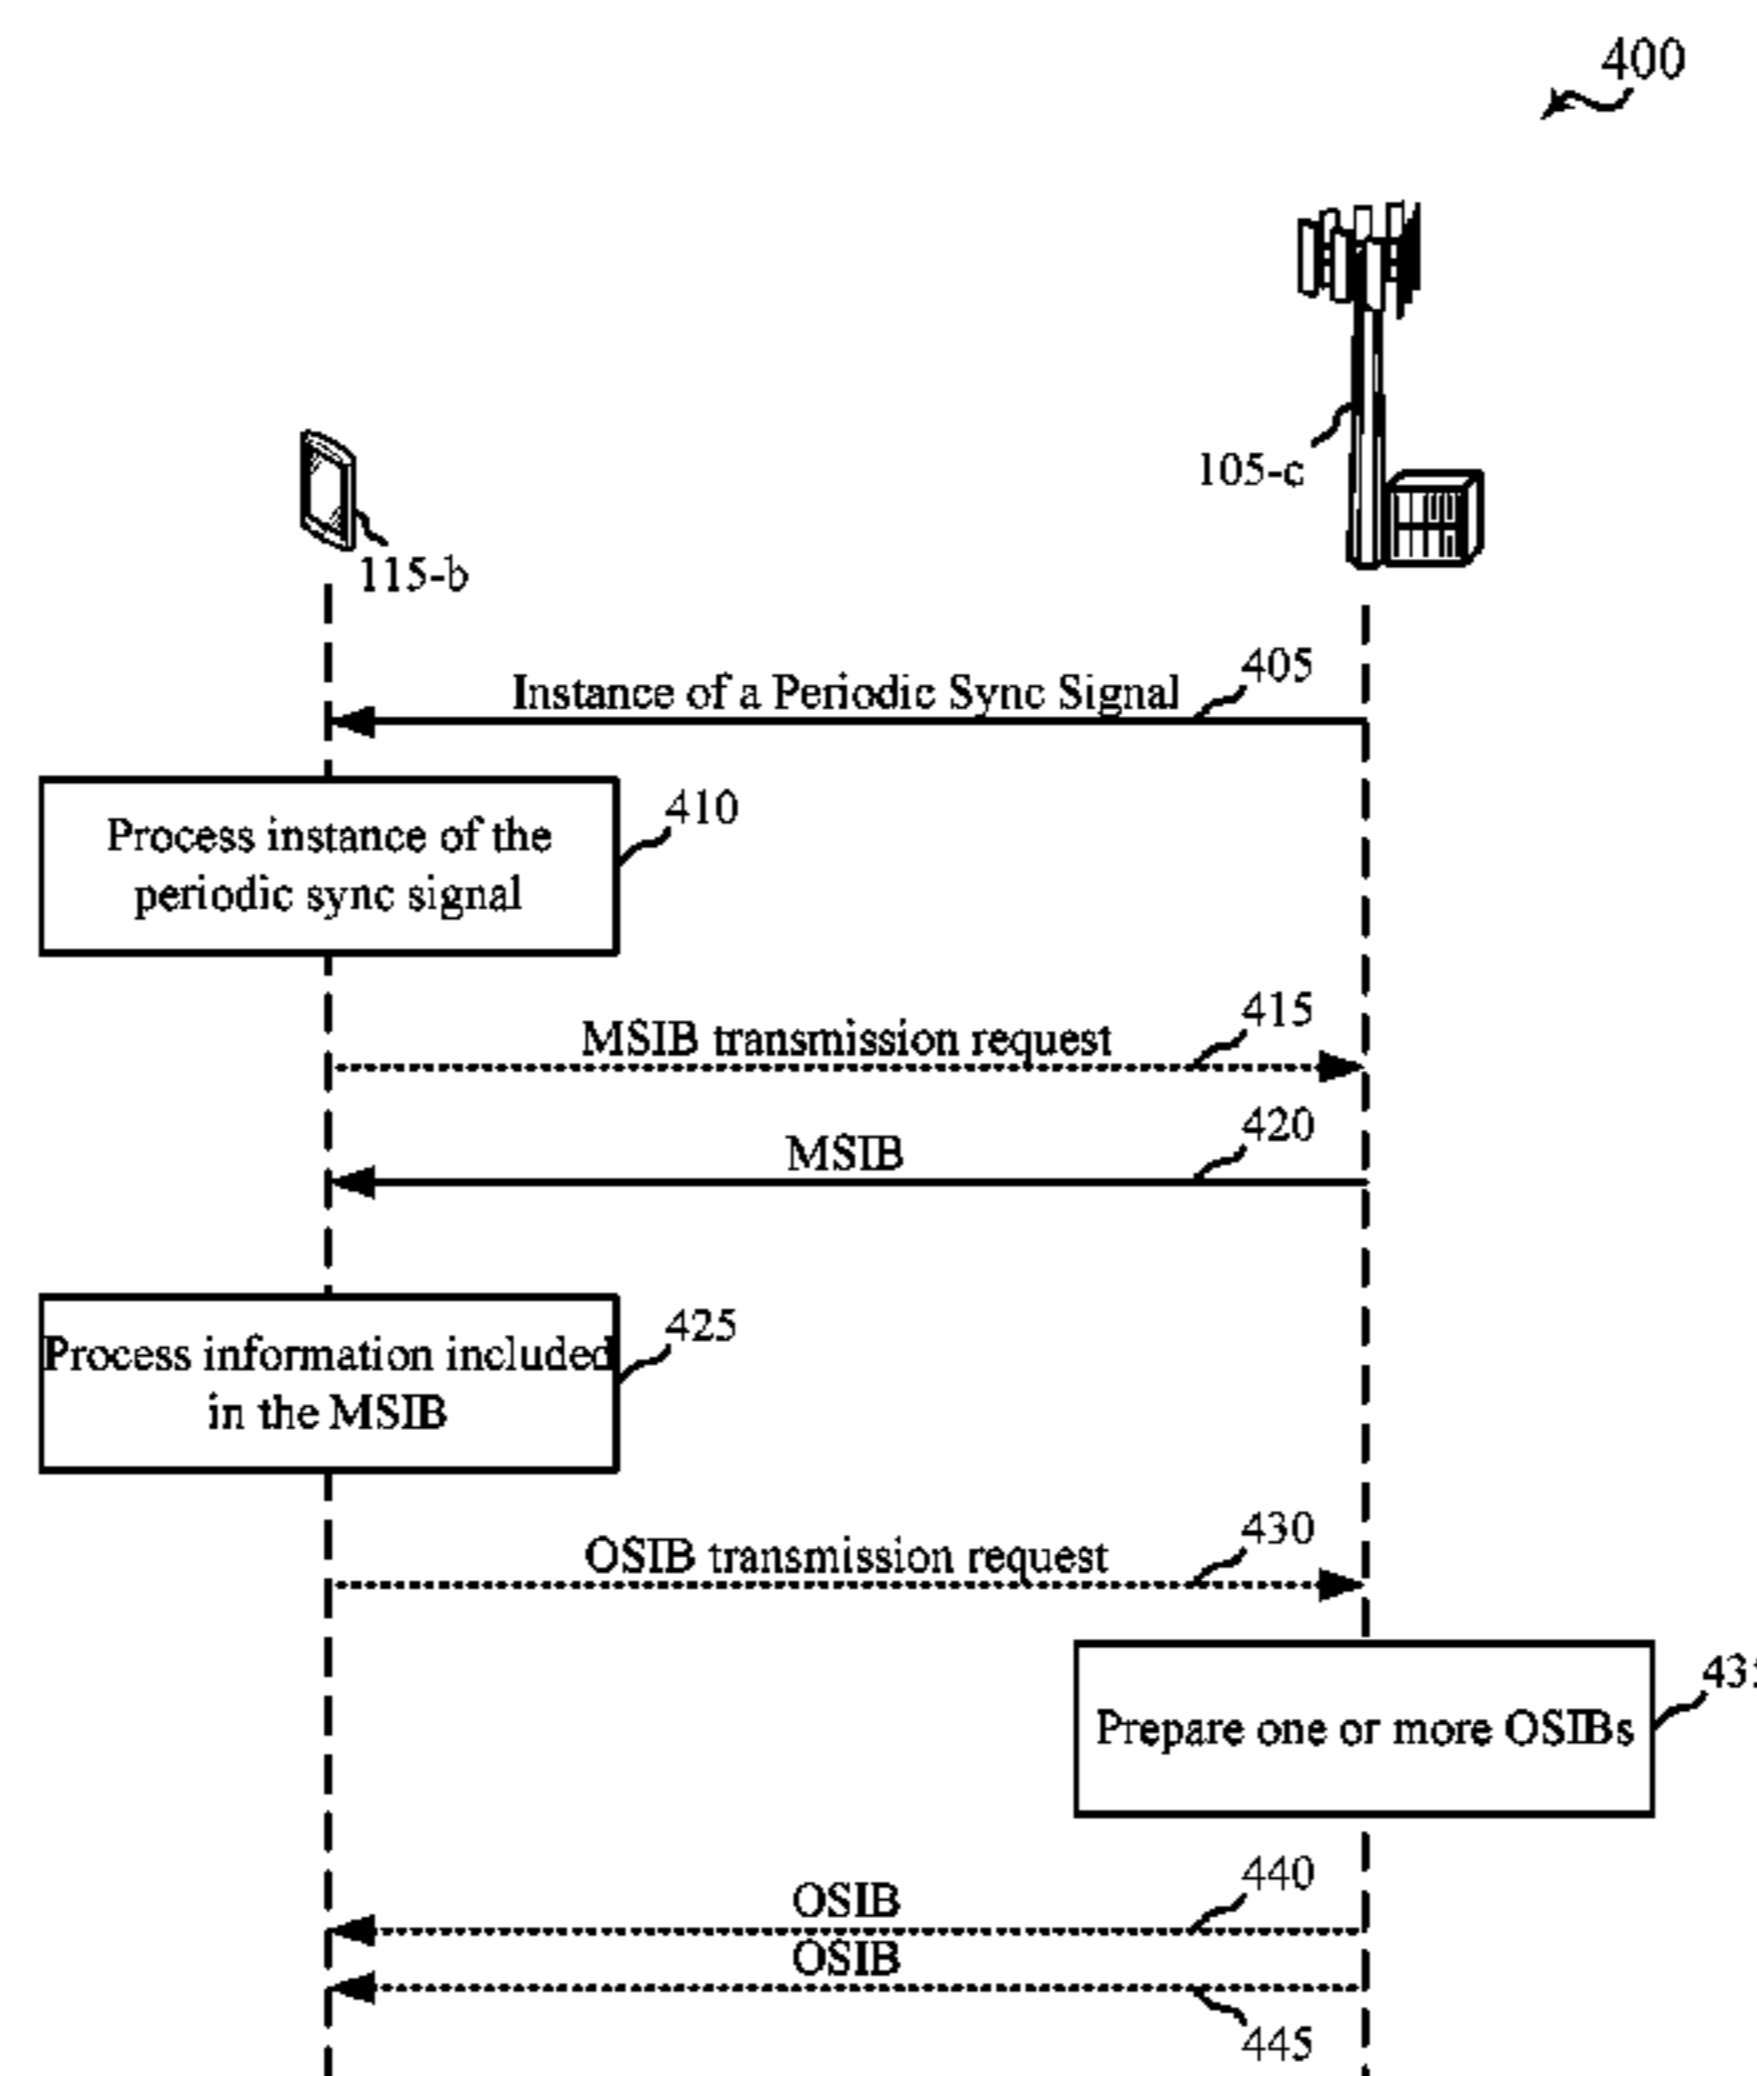 400
105-c
115-b
405
Instance of a Periodic Sync Signal
410
Process instance of the
periodic sync signal
415
MSIB transmission request
420
MSIB
425
Process information included
in the MSIB
430
OSIB transmission request
Prepare one or more OSIBs
440
OSIB
OSIB
445